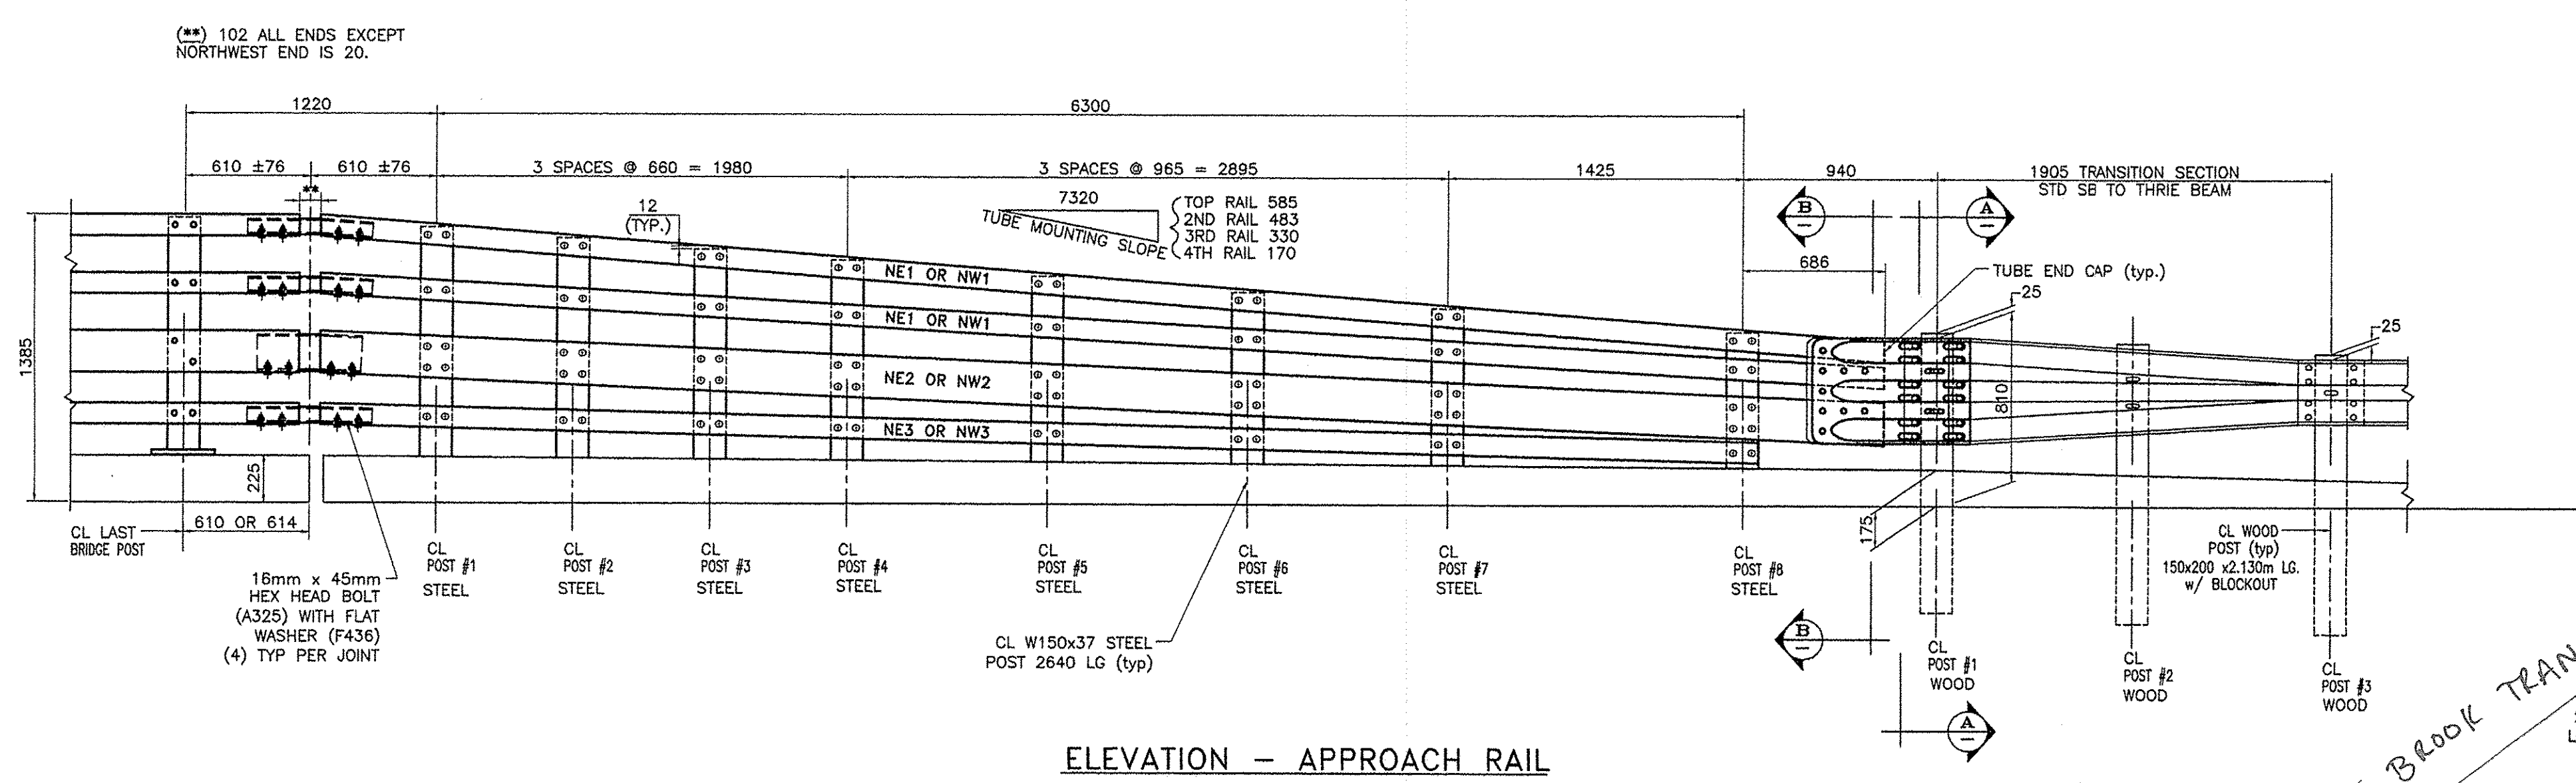 (**) 102 ALL ENDS EXCEPT
NORTHWEST END IS 20.
1220
6300
610 ±76
610 ±76
3 SPACES @ 660 = 1980
3 SPACES @ 965 = 2895
1425
940
1905 TRANSITION SECTION
STD SB TO THRIE BEAM
**
12
(TYP.)
7320
TUBE MOUNTING SLOPE
TOP RAIL 585
2ND RAIL 483
3RD RAIL 330
4TH RAIL 170
B
A
686
TUBE END CAP (typ.)
25
25
NE1 OR NW1
NE1 OR NW1
NE2 OR NW2
NE3 OR NW3
1385
810
225
175
610 OR 614
CL LAST
BRIDGE POST
16mm x 45mm
HEX HEAD BOLT
(A325) WITH FLAT
WASHER (F436)
(4) TYP PER JOINT
CL
POST #1
STEEL
CL
POST #2
STEEL
CL
POST #3
STEEL
CL
POST #4
STEEL
CL
POST #5
STEEL
CL
POST #6
STEEL
CL
POST #7
STEEL
CL
POST #8
STEEL
CL W150x37 STEEL
POST 2640 LG (typ)
CL WOOD
POST (typ)
150x200 x2.130m LG.
w/ BLOCKOUT
B
A
CL
POST #1
WOOD
CL
POST #2
WOOD
CL
POST #3
WOOD
BROOK TRAN
ELEVATION - APPROACH RAIL